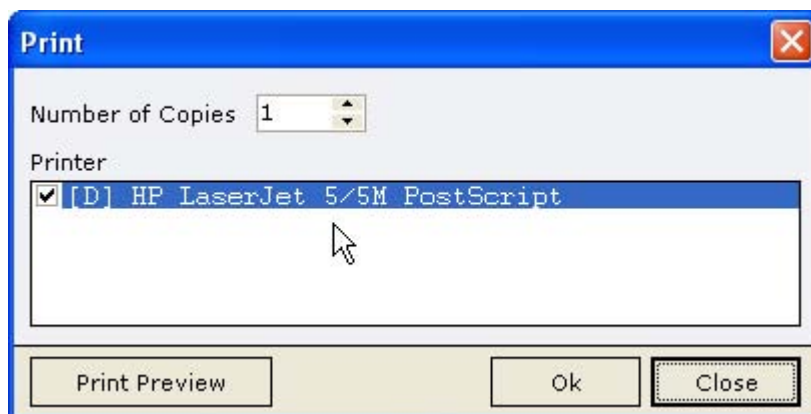 Print
Number of Copies 1
Printer
[D] HP LaserJet 5/5M PostScript
Print Preview Ok Close